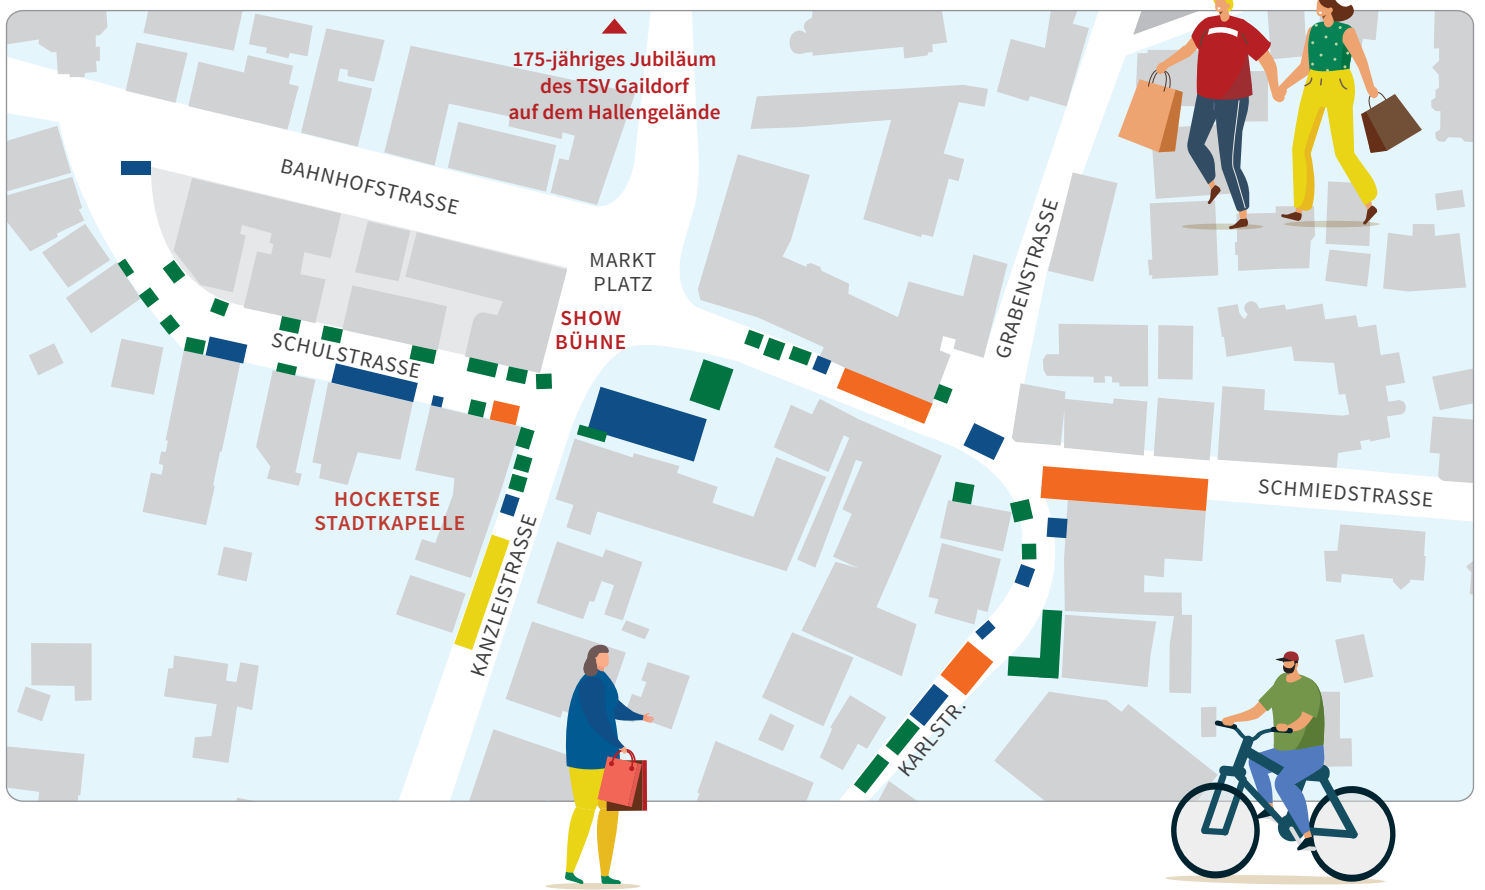 175-jähriges Jubiläum
des TSV Gaildorf
auf dem Hallengelände
BAHNHOFSTRASSE
MARKT
PLATZ
GRABENSTRASSE
SHOW
BÜHNE
SCHULSTRASSE
HOCKETSE
STADTKAPELLE
SCHMIEDSTRASSE
KANZLEISTRASSE
KARLSTR.